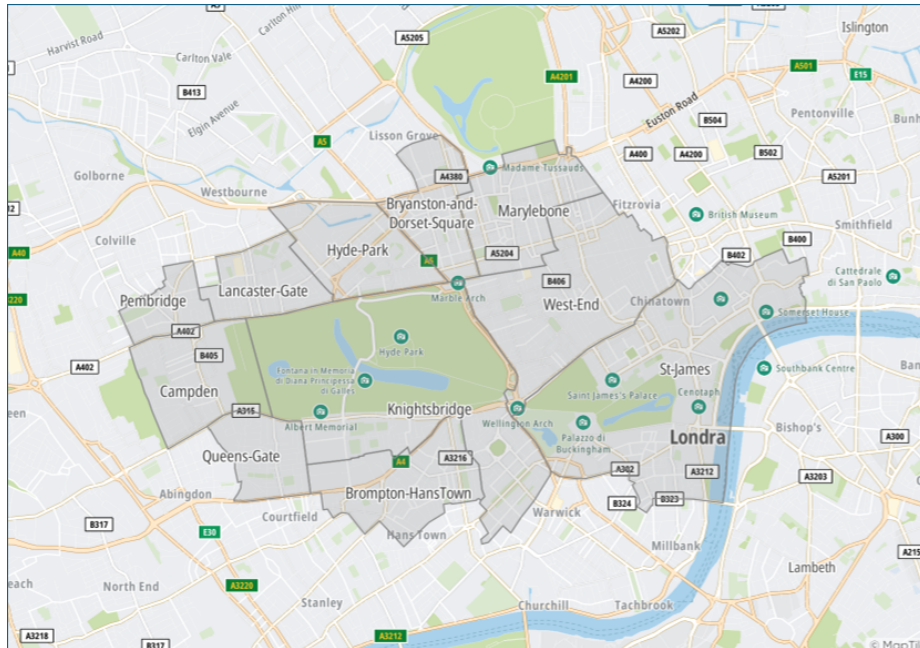 Carlton Hill
A5205
A5202
Islington
Harvist Road
Carlton Vale
A4201
A4200
A501
E15
B413
Elgin Avenue
Euston Road
B504
Pentonville
A5
Lisson Grove
A400
A4200
B502
Golborne
Westbourne
A4380
Madame Tussauds
A5201
Bryanston-and-
Dorset-Square
Marylebone
Fitzrovia
British Museum
Smithfield
Colville
Hyde-Park
A5204
B402
B400
A40
A5
Cattedrale
di San Paolo
Pembridge
Lancaster-Gate
Marble Arch
B406
West-End
Chinatown
Somerset House
A402
Hyde Park
B405
A402
Fontana in Memoria
di Diana Principessa
di Galles
St-James
Southbank Centre
Campden
Saint James's Palace
Cenotaph
A315
Albert Memorial
Knightsbridge
Wellington Arch
Palazzo di
Buckingham
Londra
Bishop's
A300
Queens-Gate
A4
A3216
A302
A3212
A3203
Abingdon
Brompton-HansTown
B324
B323
B317
E30
Courtfield
Hans Town
Warwick
Millbank
North End
A3220
Stanley
Lambeth
Churchill
Tachbrook
A3218
B317
A3212
© MapTil